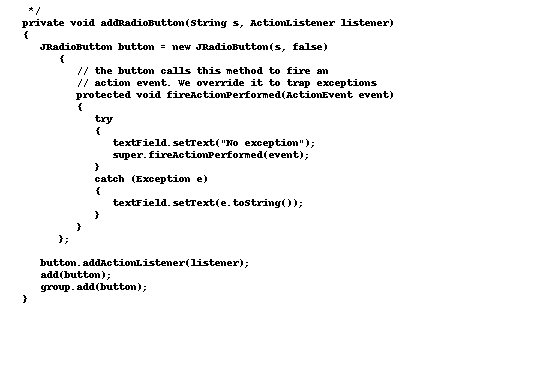 */
private void addRadioButton(String s, ActionListener listener)
{
JRadioButton button = new JRadioButton(s, false)
{
// the button calls this method to fire an
// action event. We override it to trap exceptions
protected void fireActionPerformed(ActionEvent event)
{
try
{
textField.setText("No exception");
super.fireActionPerformed(event);
}
catch (Exception e)
{
textField.setText(e.toString());
}
}
};
button.addActionListener(listener);
add(button);
group.add(button);
}